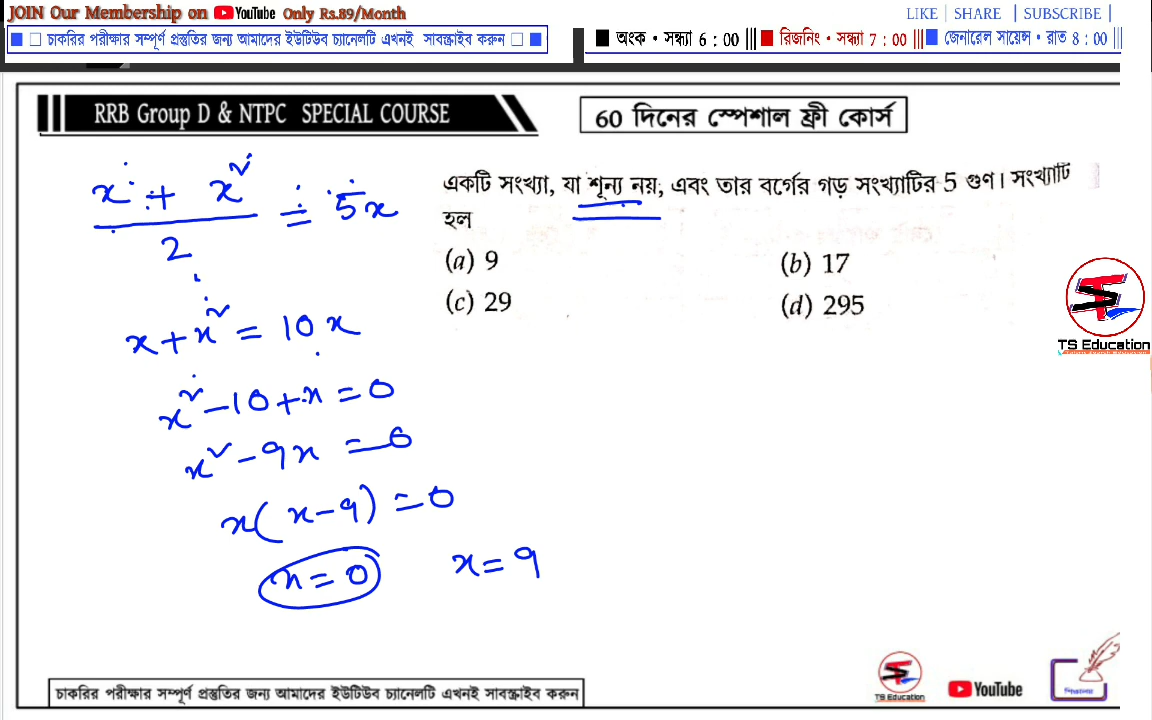 JOIN Our Membership on YouTube Only Rs.89/Month
LIKE | SHARE | SUBSCRIBE |
■ □ চাকরির পরীক্ষার সম্পূর্ণ প্রস্তুতির জন্য আমাদের ইউটিউব চ্যানেলটি এখনই সাবস্ক্রাইব করুন □ ■
■ অংক • সন্ধ্যা 6 : 00 ||| ■ রিজনিং • সন্ধ্যা 7 : 00 ||| ■ জেনারেল সায়েন্স • রাত 8 : 00 |||
RRB Group D & NTPC SPECIAL COURSE
60 দিনের স্পেশাল ফ্রী কোর্স
একটি সংখ্যা, যা শূন্য নয়, এবং তার বর্গের গড় সংখ্যাটির 5 গুণ। সংখ্যাটি
হল
(a) 9
(b) 17
(c) 29
(d) 295
x + x² / 2 = 5x
x + x² = 10x
x² - 10 + x = 0
x² - 9x = 0
x ( x - 9 ) = 0
x = 0 x = 9
TS Education
চাকরির পরীক্ষার সম্পূর্ণ প্রস্তুতির জন্য আমাদের ইউটিউব চ্যানেলটি এখনই সাবস্ক্রাইব করুন
TS Education
YouTube